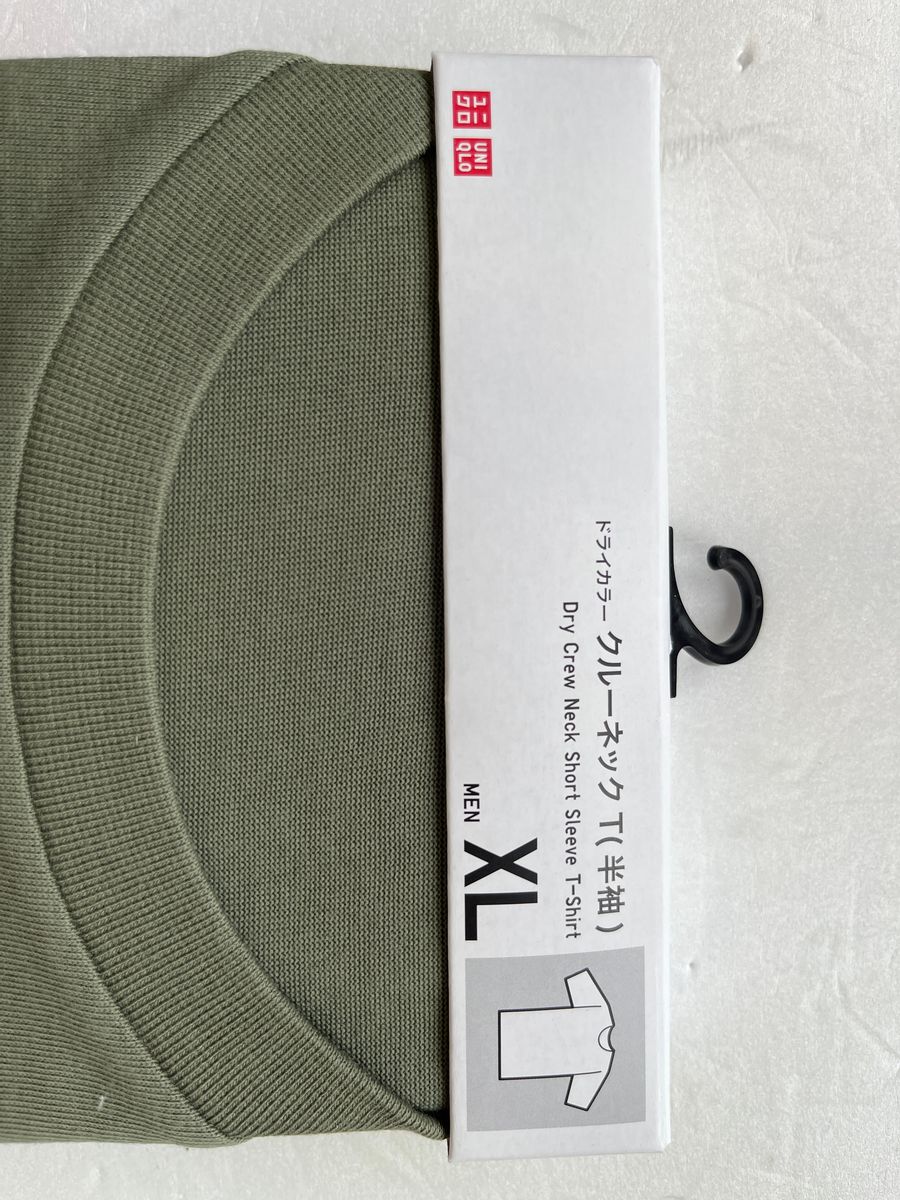 ユニ
クロ
UNI
QLO
ドライカラー クルーネックT(半袖)
Dry Crew Neck Short Sleeve T-Shirt
MEN
XL